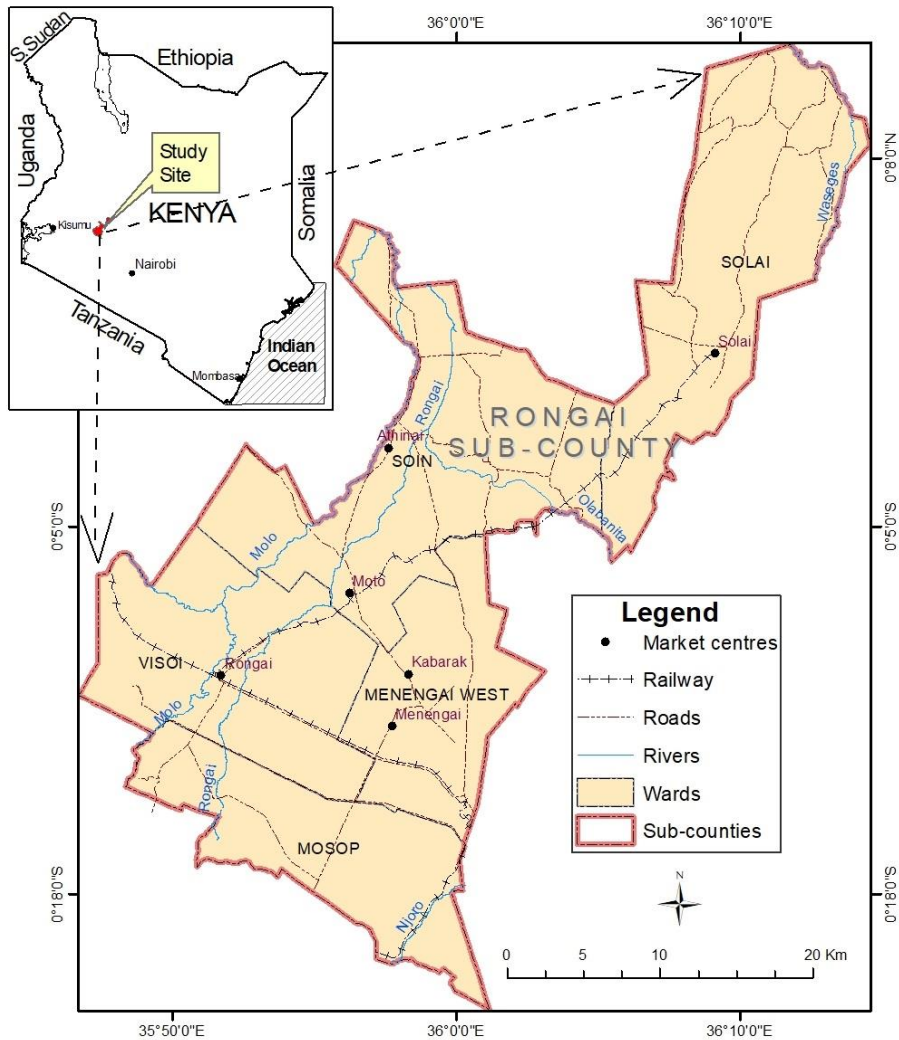 36°0'0"E
36°10'0"E
S.Sudan
Ethiopia
Uganda
Study
Site
Somalia
KENYA
Kisumu
Nairobi
Tanzania
Indian
Ocean
Mombasa
0°8'0"N
Waseges
SOLAI
Solai
Rongai
RONGAI
SUB-COUNTY
Athinai
SOIN
Olabanita
0°5'0"S
0°5'0"S
Molo
Moto
VISOI
Rongai
Kabarak
MENENGAI WEST
Molo
Menengai
Rongai
MOSOP
Njoro
Legend
Market centres
Railway
Roads
Rivers
Wards
Sub-counties
0°18'0"S
0°18'0"S
N
0 5 10 20 Km
35°50'0"E
36°0'0"E
36°10'0"E